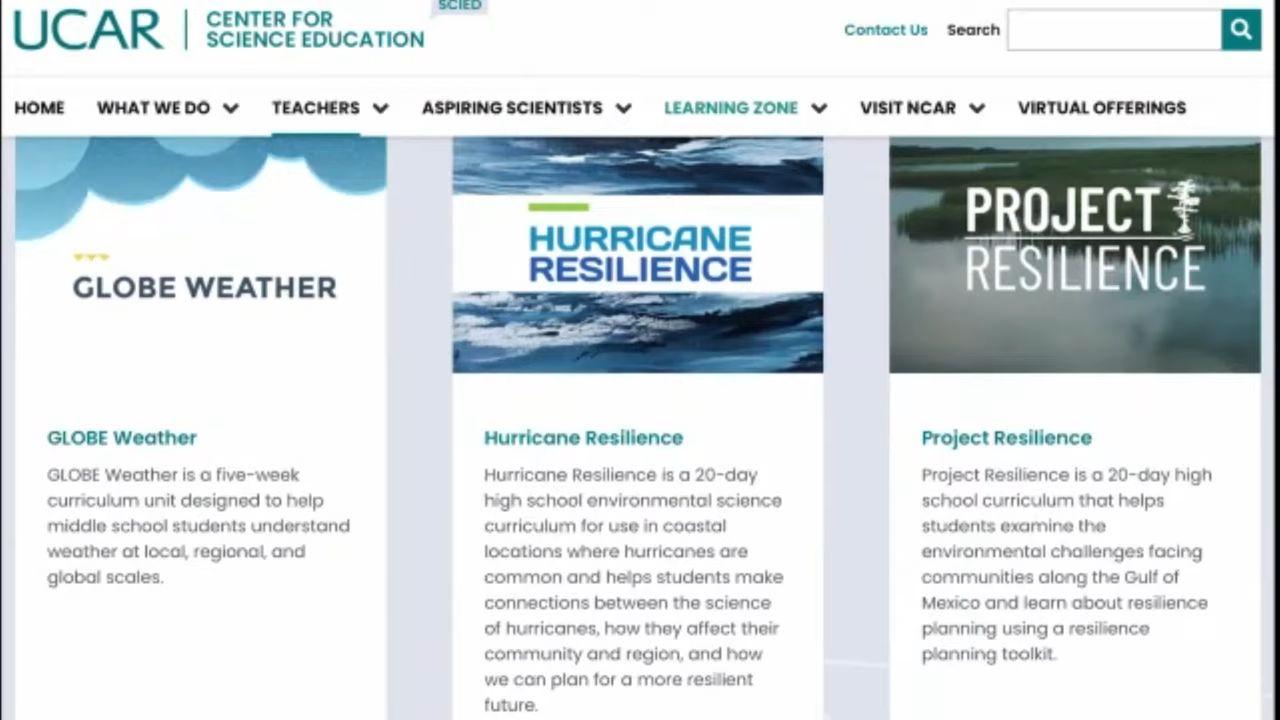 SCIED
UCAR
CENTER FOR
SCIENCE EDUCATION
Contact Us
Search
HOME
WHAT WE DO
TEACHERS
ASPIRING SCIENTISTS
LEARNING ZONE
VISIT NCAR
VIRTUAL OFFERINGS
GLOBE WEATHER
GLOBE Weather
GLOBE Weather is a five-week
curriculum unit designed to help
middle school students understand
weather at local, regional, and
global scales.
HURRICANE
RESILIENCE
Hurricane Resilience
Hurricane Resilience is a 20-day
high school environmental science
curriculum for use in coastal
locations where hurricanes are
common and helps students make
connections between the science
of hurricanes, how they affect their
community and region, and how
we can plan for a more resilient
future.
PROJECT
RESILIENCE
Project Resilience
Project Resilience is a 20-day high
school curriculum that helps
students examine the
environmental challenges facing
communities along the Gulf of
Mexico and learn about resilience
planning using a resilience
planning toolkit.